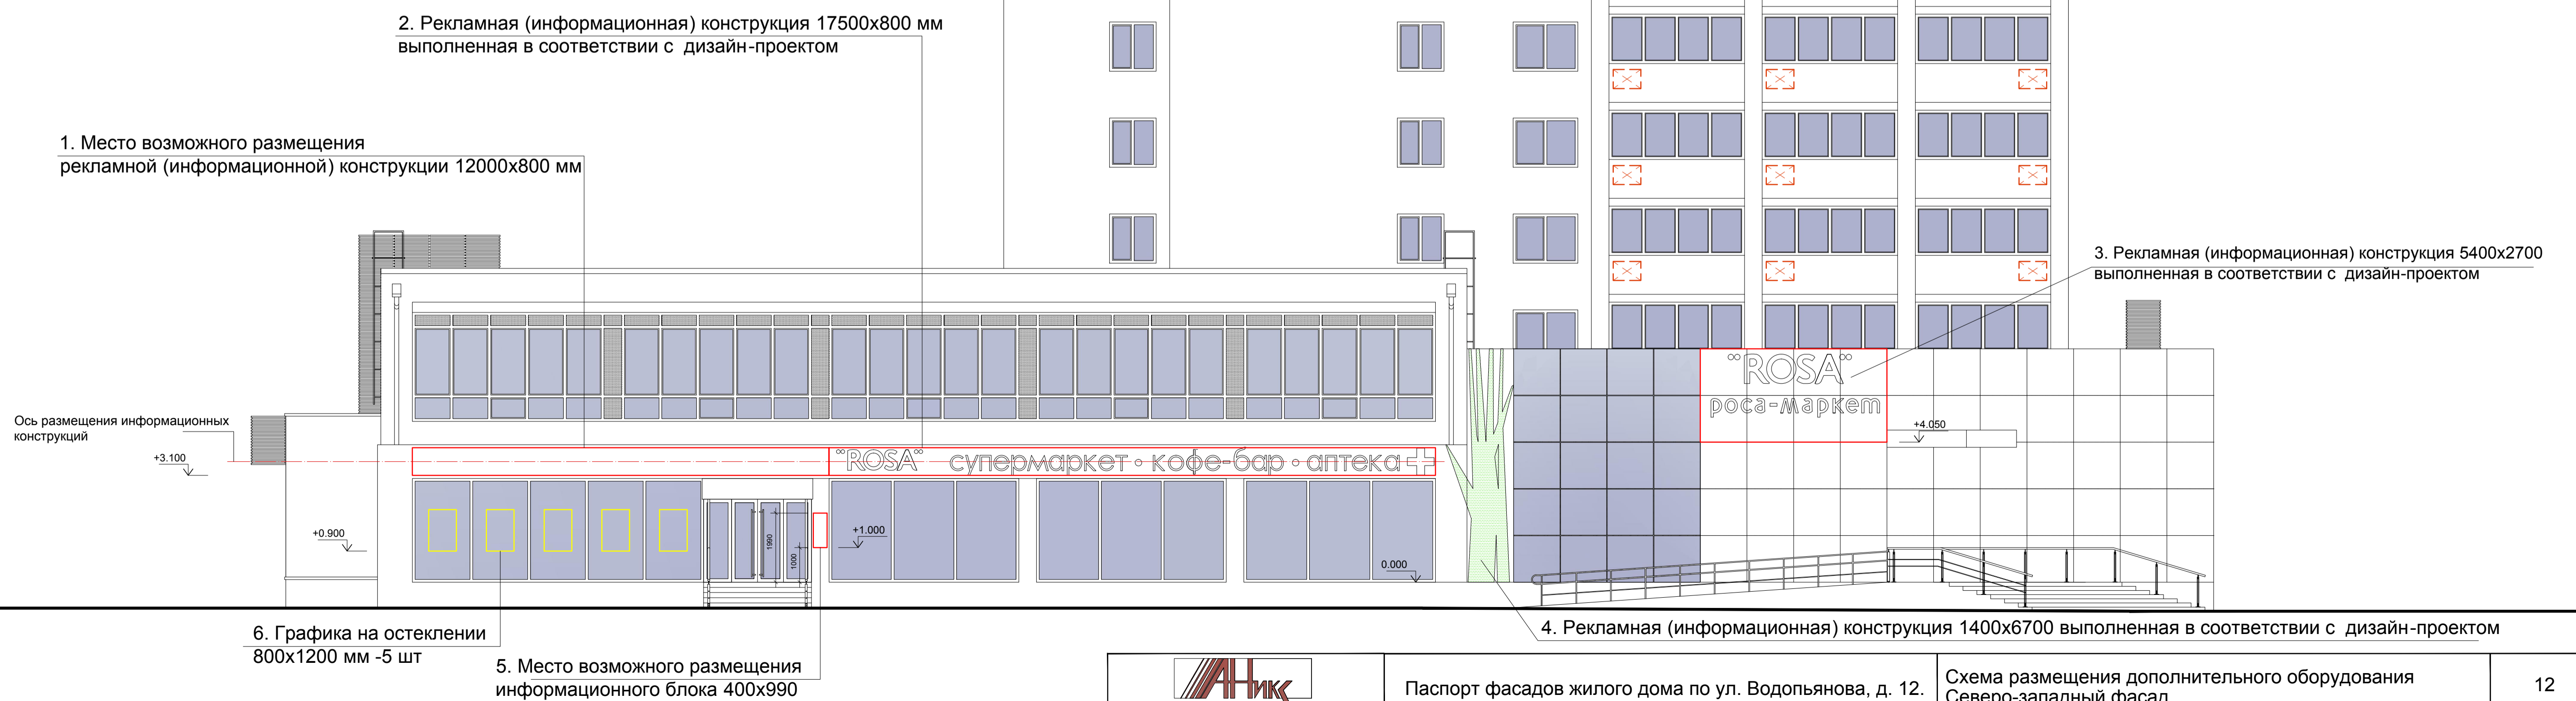 2. Рекламная (информационная) конструкция 17500х800 мм
выполненная в соответствии с дизайн-проектом
1. Место возможного размещения
рекламной (информационной) конструкции 12000х800 мм
3. Рекламная (информационная) конструкция 5400х2700
выполненная в соответствии с дизайн-проектом
"ROSA"
роса-маркет
Ось размещения информационных
конструкций
+4.050
+3.100
"ROSA" супермаркет · кофе-бар · аптека
+0.900
+1.000
1990
1000
0.000
6. Графика на остеклении
800х1200 мм -5 шт
5. Место возможного размещения
информационного блока 400х990
4. Рекламная (информационная) конструкция 1400х6700 выполненная в соответствии с дизайн-проектом
АНикс
Паспорт фасадов жилого дома по ул. Водопьянова, д. 12.
Схема размещения дополнительного оборудования
Северо-западный фасад
12